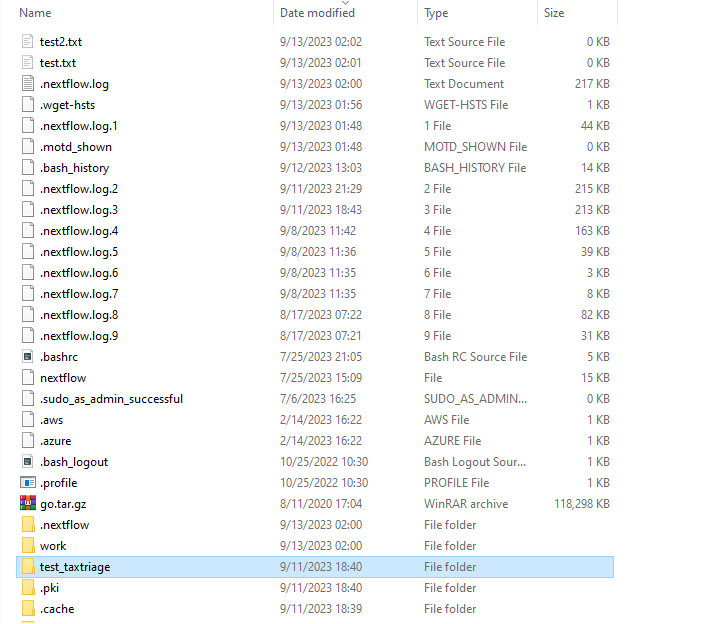 Name Date modified Type Size
test2.txt 9/13/2023 02:02 Text Source File 0 KB
test.txt 9/13/2023 02:01 Text Source File 0 KB
.nextflow.log 9/13/2023 02:00 Text Document 217 KB
.wget-hsts 9/13/2023 01:56 WGET-HSTS File 1 KB
.nextflow.log.1 9/13/2023 01:48 1 File 44 KB
.motd_shown 9/13/2023 01:48 MOTD_SHOWN File 0 KB
.bash_history 9/12/2023 13:03 BASH_HISTORY File 14 KB
.nextflow.log.2 9/11/2023 21:29 2 File 215 KB
.nextflow.log.3 9/11/2023 18:43 3 File 213 KB
.nextflow.log.4 9/8/2023 11:42 4 File 163 KB
.nextflow.log.5 9/8/2023 11:36 5 File 39 KB
.nextflow.log.6 9/8/2023 11:35 6 File 3 KB
.nextflow.log.7 9/8/2023 11:35 7 File 8 KB
.nextflow.log.8 8/17/2023 07:22 8 File 82 KB
.nextflow.log.9 8/17/2023 07:21 9 File 31 KB
.bashrc 7/25/2023 21:05 Bash RC Source File 5 KB
nextflow 7/25/2023 15:09 File 15 KB
.sudo_as_admin_successful 7/6/2023 16:25 SUDO_AS_ADMIN... 0 KB
.aws 2/14/2023 16:22 AWS File 1 KB
.azure 2/14/2023 16:22 AZURE File 1 KB
.bash_logout 10/25/2022 10:30 Bash Logout Sour... 1 KB
.profile 10/25/2022 10:30 PROFILE File 1 KB
go.tar.gz 8/11/2020 17:04 WinRAR archive 118,298 KB
.nextflow 9/13/2023 02:00 File folder
work 9/13/2023 02:00 File folder
test_taxtriage 9/11/2023 18:40 File folder
.pki 9/11/2023 18:40 File folder
.cache 9/11/2023 18:39 File folder